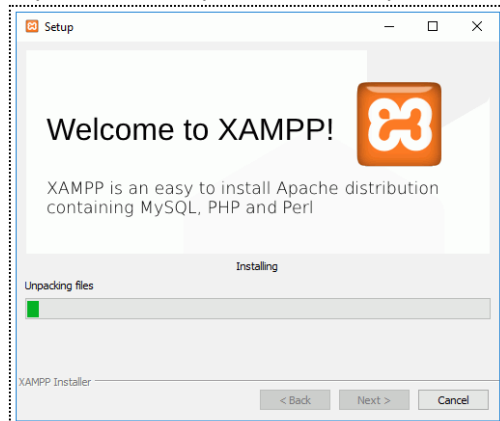 Setup
Welcome to XAMPP!
XAMPP is an easy to install Apache distribution
containing MySQL, PHP and Perl
Installing
Unpacking files
XAMPP Installer
< Back
Next >
Cancel